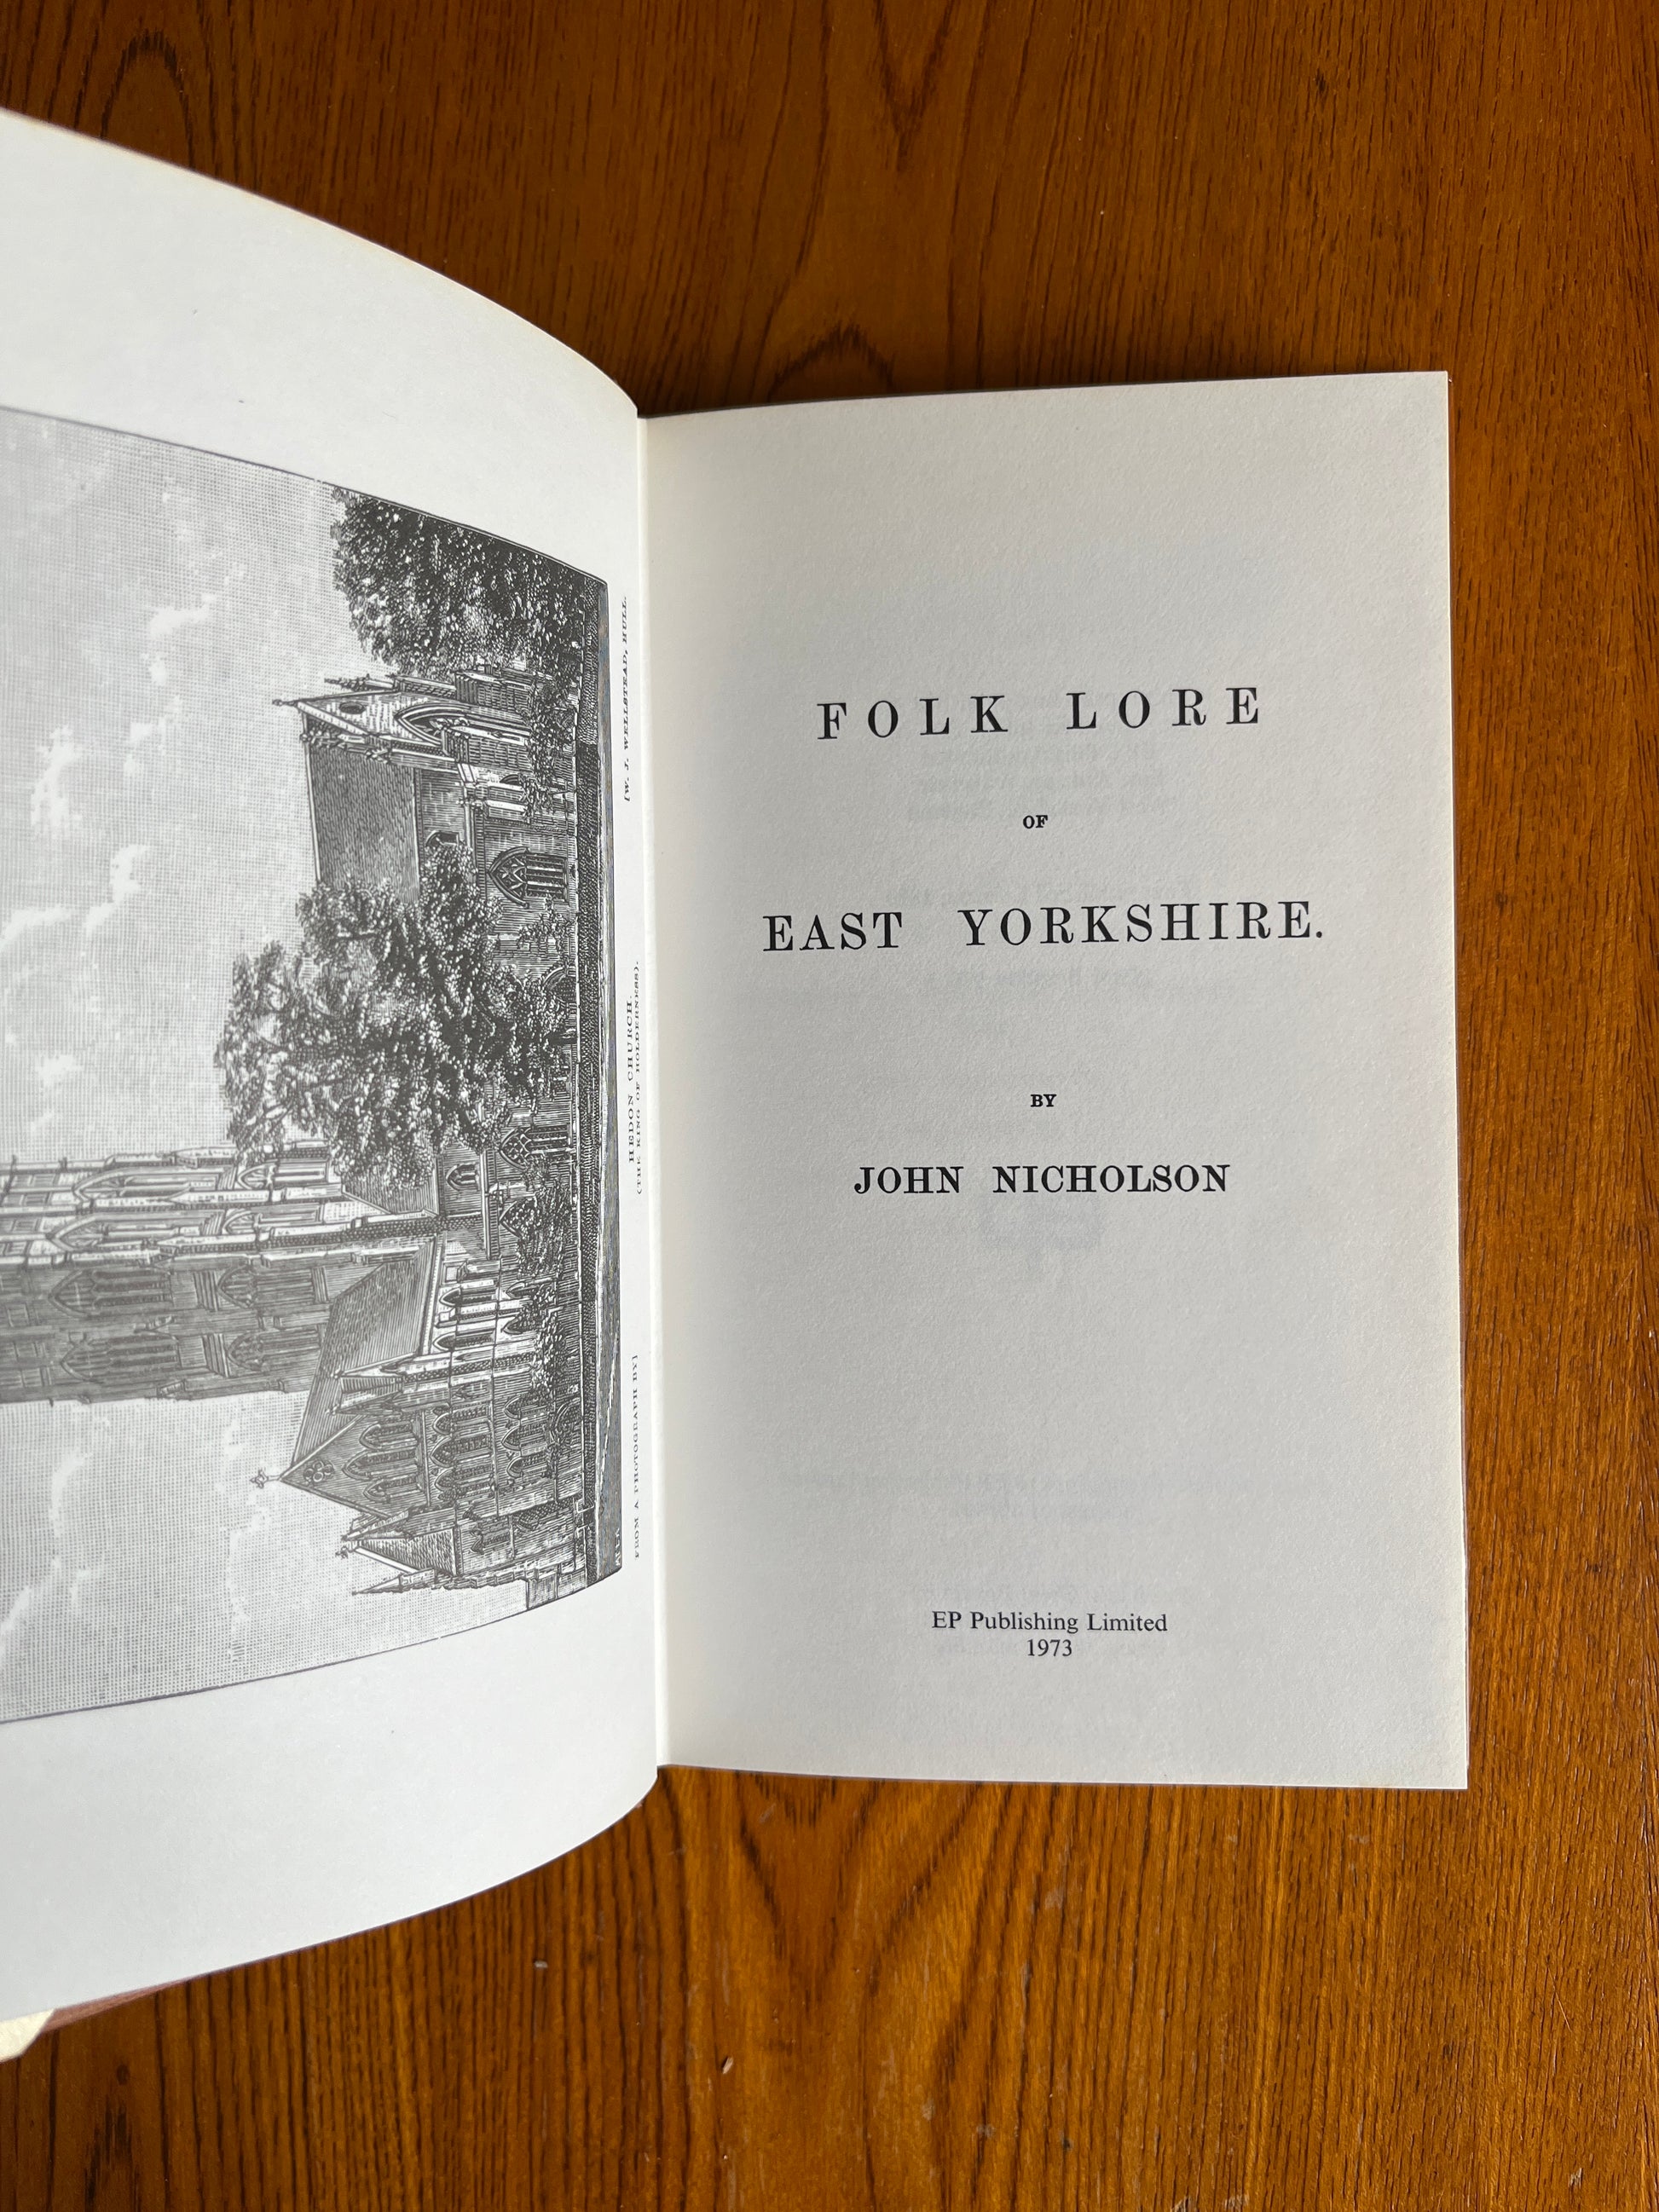 FROM A PHOTOGRAPH BY]
HEDON CHURCH.
(THE KING OF HOLDERNESS).
[W. J. WELLSTEAD, HULL.
FOLK LORE
OF
EAST YORKSHIRE.
BY
JOHN NICHOLSON
EP Publishing Limited
1973